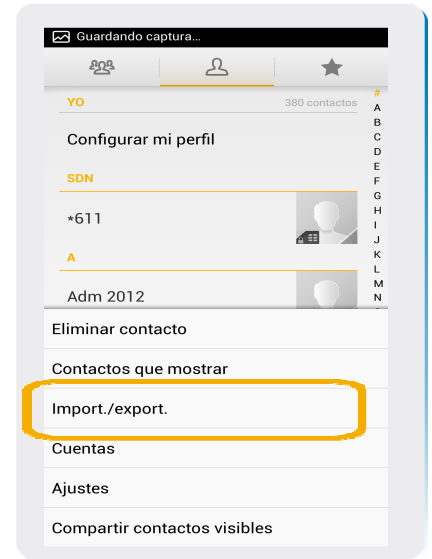 Guardando captura...
YO 380 contactos
Configurar mi perfil
SDN
*611
A
Adm 2012
#
A
B
C
D
E
F
G
H
I
J
K
L
M
N
Eliminar contacto
Contactos que mostrar
Import./export.
Cuentas
Ajustes
Compartir contactos visibles